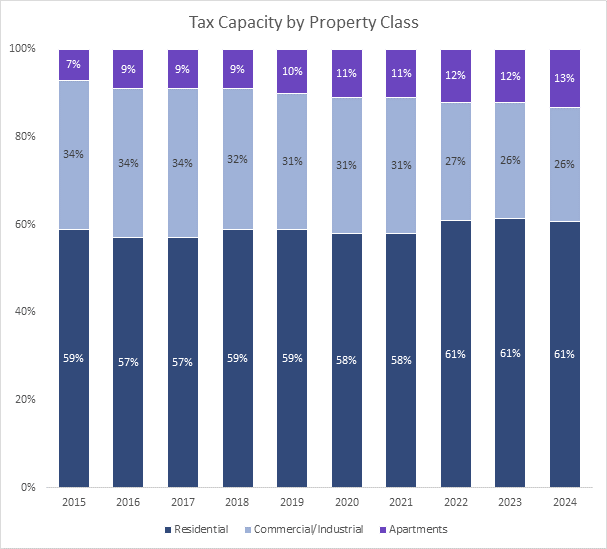 Tax Capacity by Property Class
100%
7% 9% 9% 9% 10% 11% 11% 12% 12% 13%
80%
34% 34% 34% 32% 31% 31% 31% 27% 26% 26%
60%
40%
59% 57% 57% 59% 59% 58% 58% 61% 61% 61%
20%
0%
2015 2016 2017 2018 2019 2020 2021 2022 2023 2024
Residential Commercial/Industrial Apartments